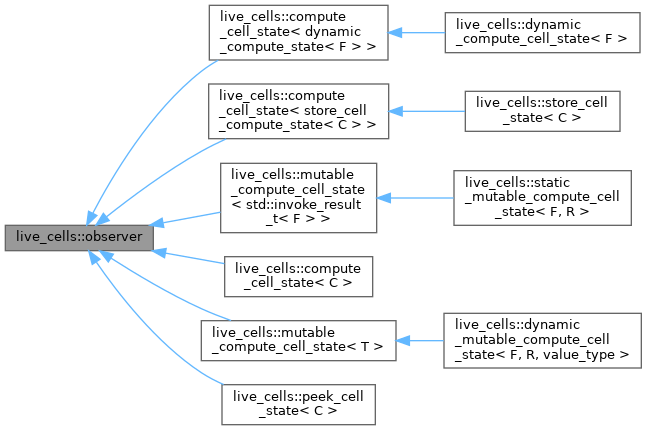 live_cells::compute
_cell_state< dynamic
_compute_state< F > >
live_cells::dynamic
_compute_cell_state< F >
live_cells::compute
_cell_state< store_cell
_compute_state< C > >
live_cells::store_cell
_state< C >
live_cells::mutable
_compute_cell_state
< std::invoke_result
_t< F > >
live_cells::static
_mutable_compute_cell
_state< F, R >
live_cells::observer
live_cells::compute
_cell_state< C >
live_cells::mutable
_compute_cell_state< T >
live_cells::dynamic
_mutable_compute_cell
_state< F, R, value_type >
live_cells::peek_cell
_state< C >